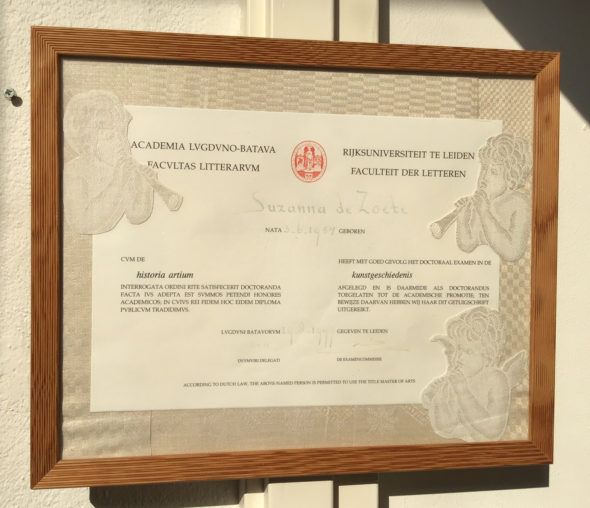 ACADEMIA LVGDVNO-BATAVA
FACVLTAS LITTERARVM
RIJKSUNIVERSITEIT TE LEIDEN
FACULTEIT DER LETTEREN
Suzanna de Zoete
NATA GEBOREN
CVM DE
historia artium
INTERROGATA ORDINI RITE SATISFECERIT DOCTORANDA
FACTA IVS ADEPTA EST SVMMOS PETENDI HONORES
ACADEMICOS; IN CVIVS REI FIDEM HOC EIDEM DIPLOMA
PVBLICVM TRADIDIMVS.
HEEFT MET GOED GEVOLG HET DOCTORAAL EXAMEN IN DE
kunstgeschiedenis
AFGELEGD EN IS DAARMEDE ALS DOCTORANDUS
TOEGELATEN TOT DE ACADEMISCHE PROMOTIE; TEN
BEWIJZE DAARVAN HEBBEN WIJ HAAR DIT GETUIGSCHRIFT
UITGEREIKT.
LVGDVNI BATAVORVM GEGEVEN TE LEIDEN
DVVMVIRI DELEGATI DE EXAMENCOMMISSIE
ACCORDING TO DUTCH LAW, THE ABOVE-NAMED PERSON IS PERMITTED TO USE THE TITLE MASTER OF ARTS